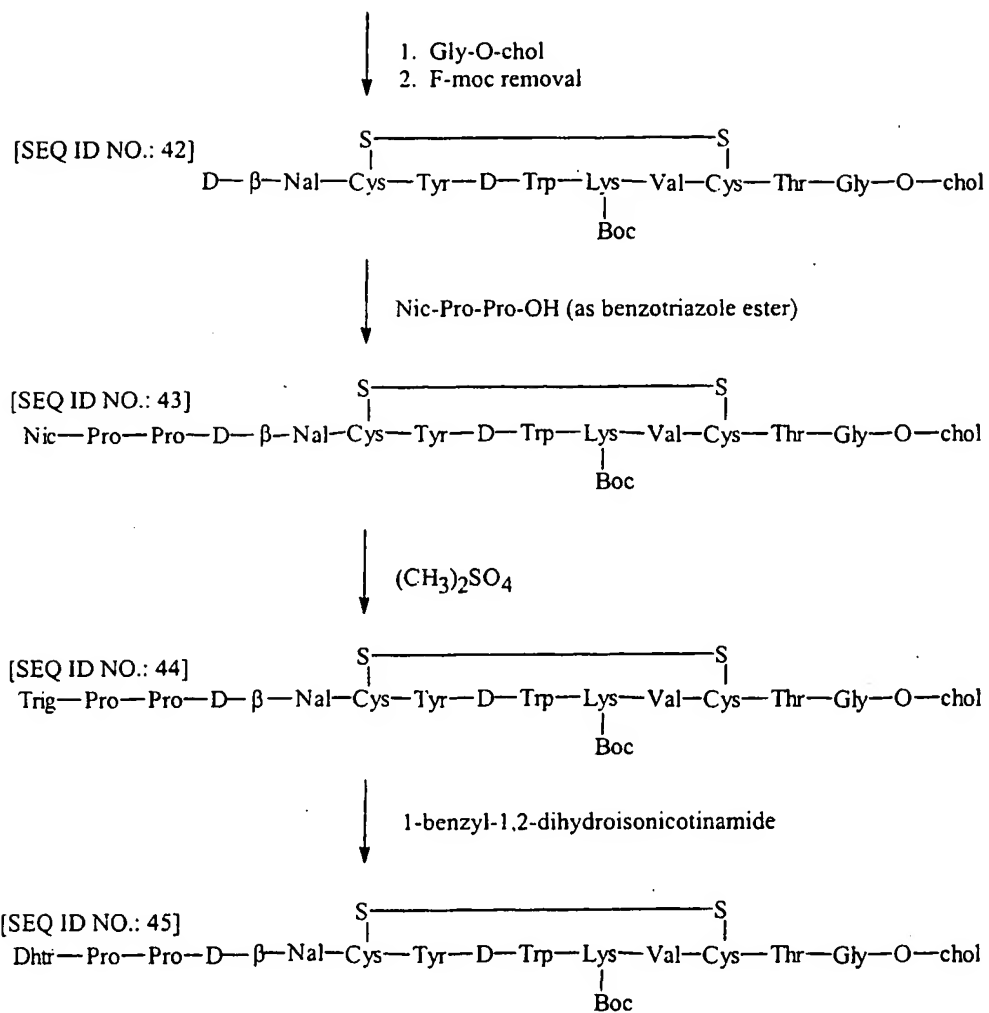 1. Gly-O-chol
2. F-moc removal
[SEQ ID NO.: 42]
S S
D—β—Nal—Cys—Tyr—D—Trp—Lys—Val—Cys—Thr—Gly—O—chol
Boc
Nic-Pro-Pro-OH (as benzotriazole ester)
[SEQ ID NO.: 43]
S S
Nic—Pro—Pro—D—β—Nal—Cys—Tyr—D—Trp—Lys—Val—Cys—Thr—Gly—O—chol
Boc
(CH3)2SO4
[SEQ ID NO.: 44]
S S
Trig—Pro—Pro—D—β—Nal—Cys—Tyr—D—Trp—Lys—Val—Cys—Thr—Gly—O—chol
Boc
1-benzyl-1,2-dihydroisonicotinamide
[SEQ ID NO.: 45]
S S
Dhtr—Pro—Pro—D—β—Nal—Cys—Tyr—D—Trp—Lys—Val—Cys—Thr—Gly—O—chol
Boc